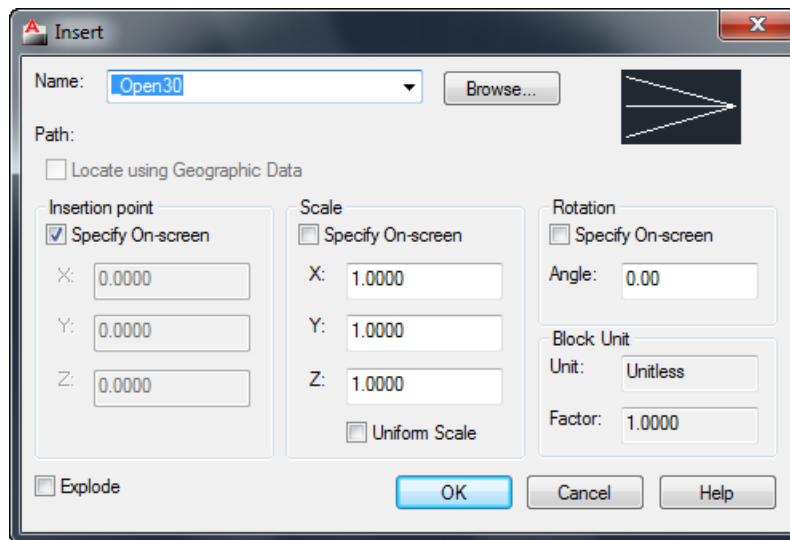 Insert
Name: _Open30 Browse...
Path:
Locate using Geographic Data
Insertion point
Specify On-screen
X: 0.0000
Y: 0.0000
Z: 0.0000
Scale
Specify On-screen
X: 1.0000
Y: 1.0000
Z: 1.0000
Uniform Scale
Rotation
Specify On-screen
Angle: 0.00
Block Unit
Unit: Unitless
Factor: 1.0000
Explode
OK Cancel Help